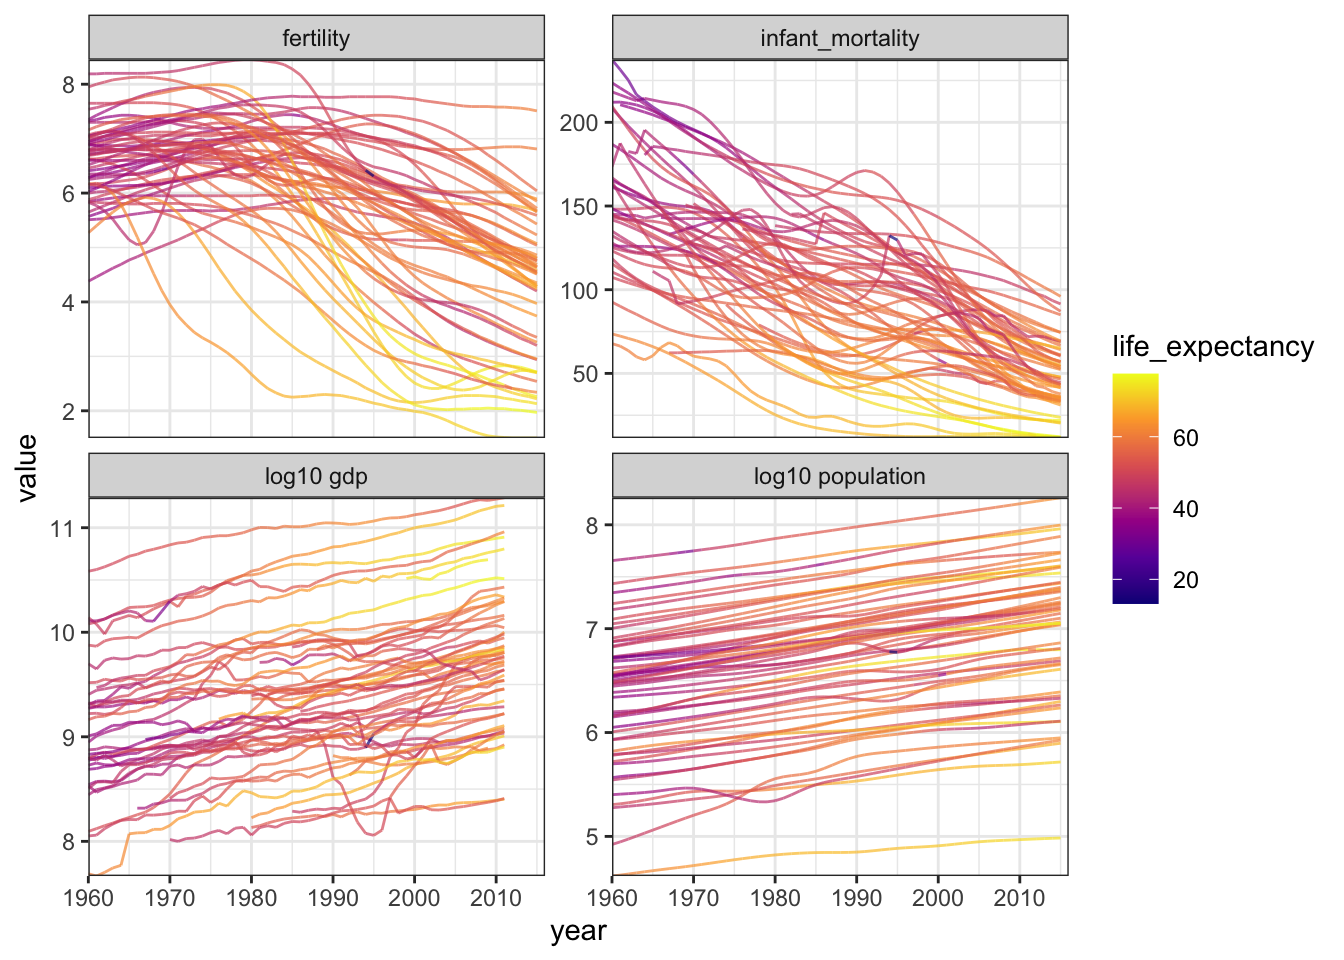 fertility
infant_mortality
8
6
4
2
200
150
100
50
value
life_expectancy
60
40
20
log10 gdp
log10 population
11
10
9
8
8
7
6
5
1960 1970 1980 1990 2000 2010
1960 1970 1980 1990 2000 2010
year